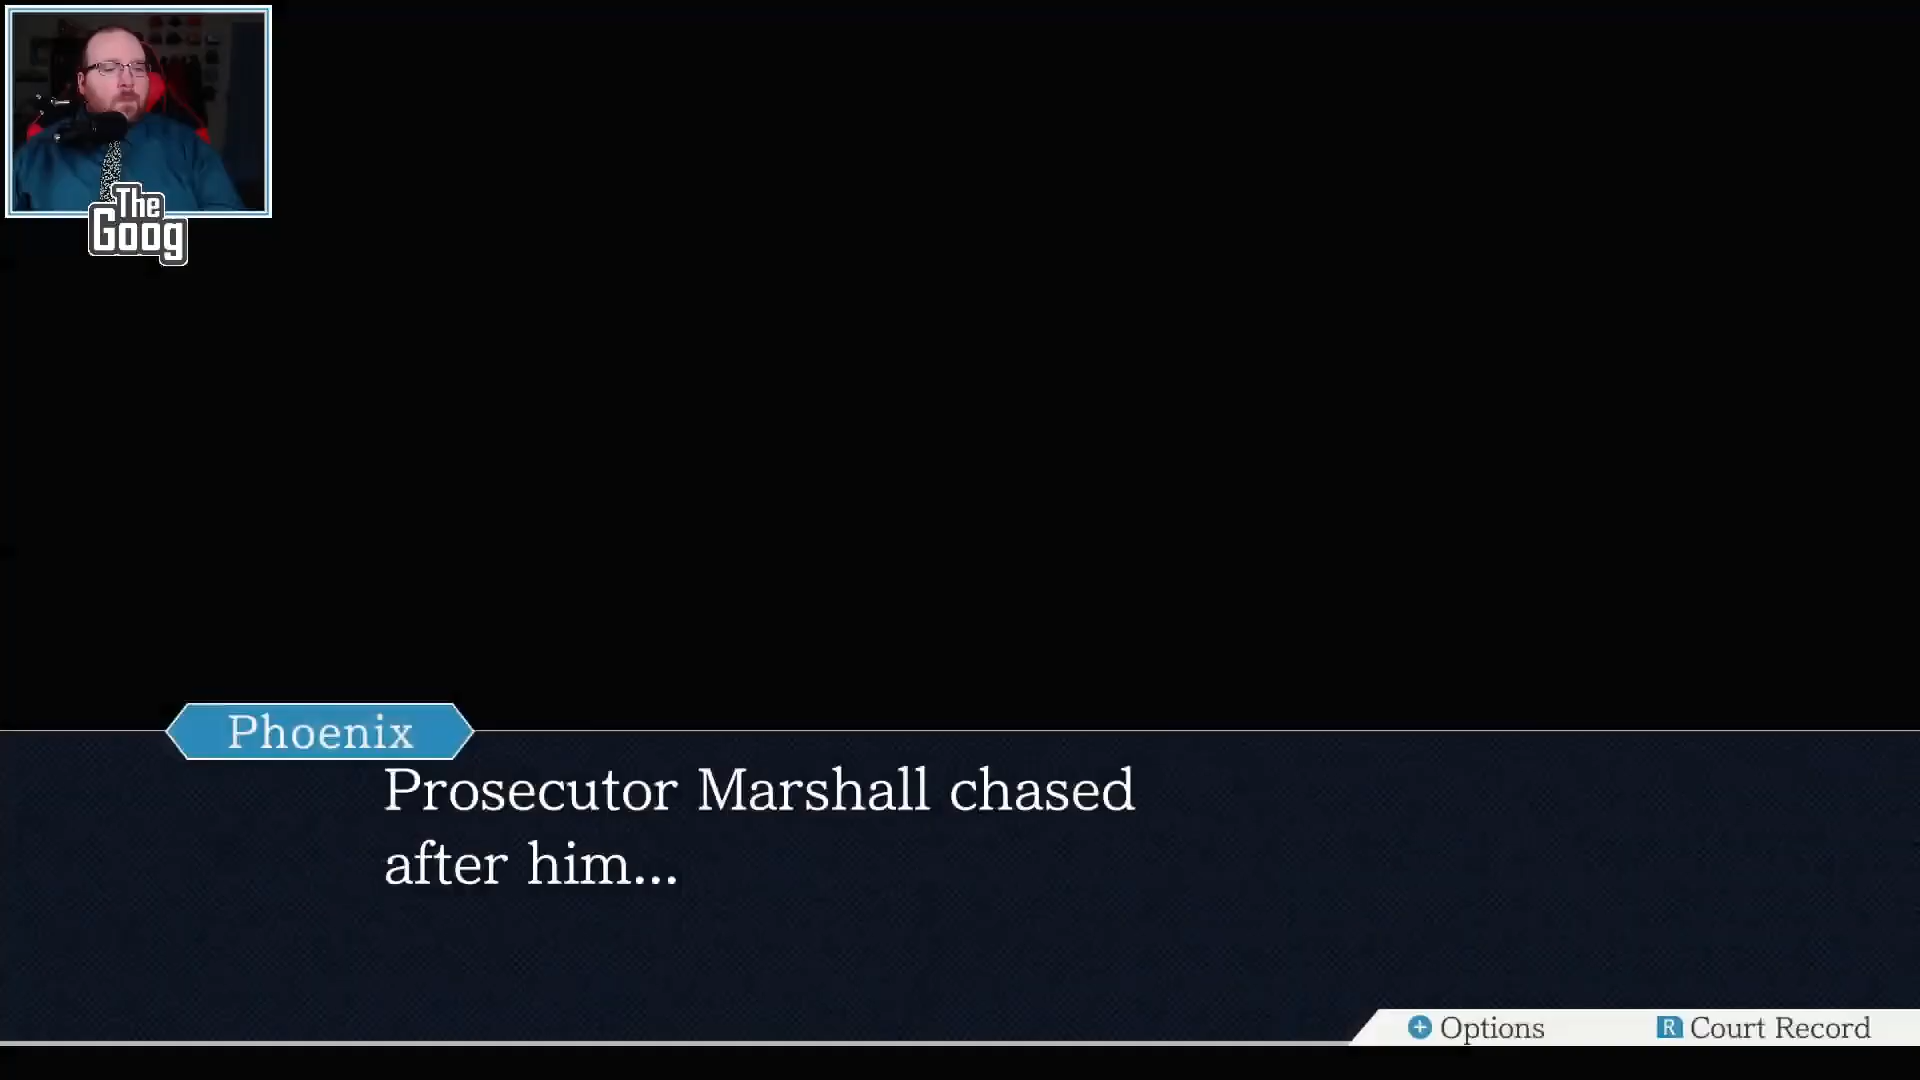 The
Goog
Phoenix
Prosecutor Marshall chased
after him...
+ Options
R Court Record